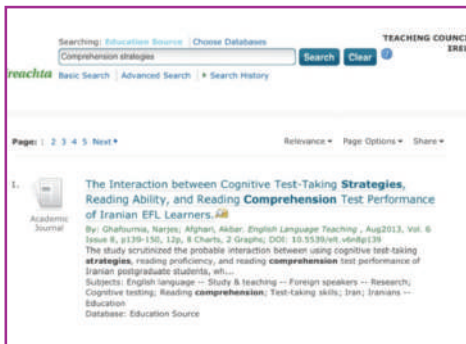 Searching: Education Source | Choose Databases
TEACHING COUNC
IREL
Comprehension strategies
Search
Clear
reachta
Basic Search | Advanced Search | Search History
Page: 1 2 3 4 5 Next
Relevance Page Options Share
1.
Academic Journal
The Interaction between Cognitive Test-Taking Strategies,
Reading Ability, and Reading Comprehension Test Performance
of Iranian EFL Learners.
By: Ghafournia, Narjes; Afghari, Akbar. English Language Teaching , Aug2013, Vol. 6
Issue 8, p139-150, 12p, 8 Charts, 2 Graphs; DOI: 10.5539/elt.v6n8p139
The study scrutinized the probable interaction between using cognitive test-taking
strategies, reading proficiency, and reading comprehension test performance of
Iranian postgraduate students, wh...
Subjects: English language -- Study & teaching -- Foreign speakers -- Research;
Cognitive testing; Reading comprehension; Test-taking skills; Iran; Iranians --
Education
Database: Education Source